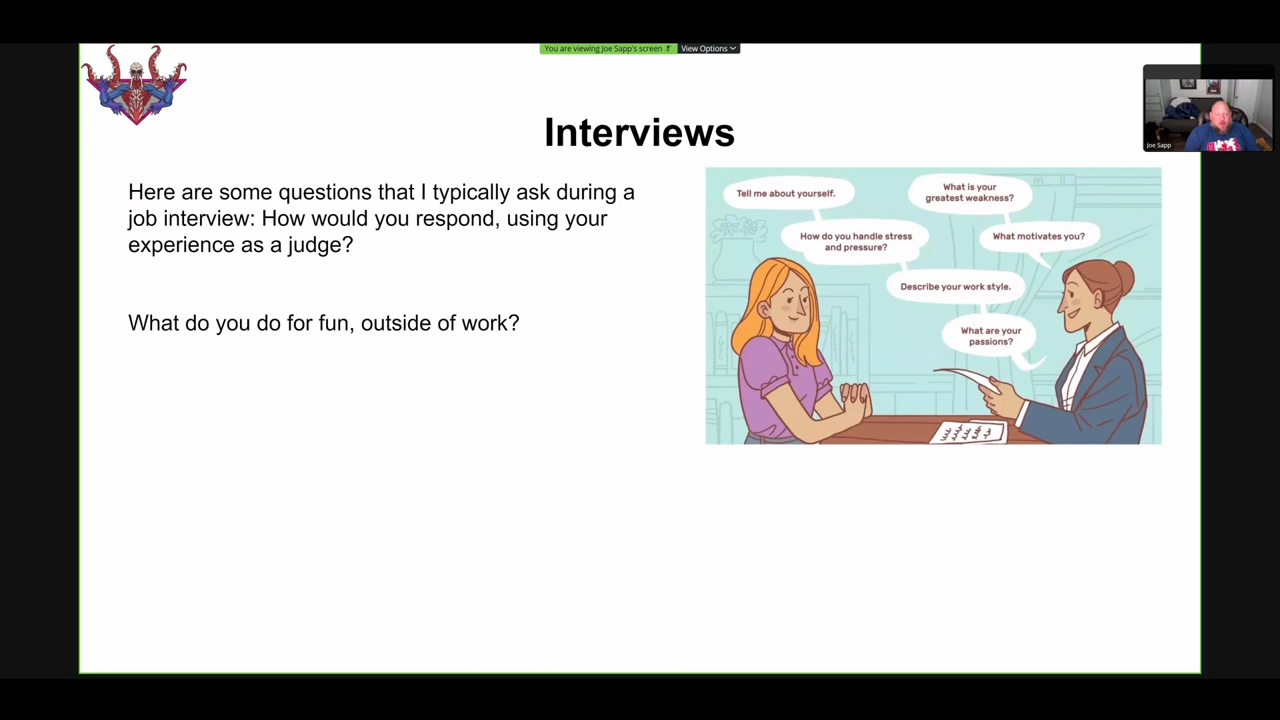 You are viewing Joe Sapp's screen
View Options
Joe Sapp
Interviews
Here are some questions that I typically ask during a
job interview: How would you respond, using your
experience as a judge?
What do you do for fun, outside of work?
Tell me about yourself.
What is your
greatest weakness?
How do you handle stress
and pressure?
What motivates you?
Describe your work style.
What are your
passions?